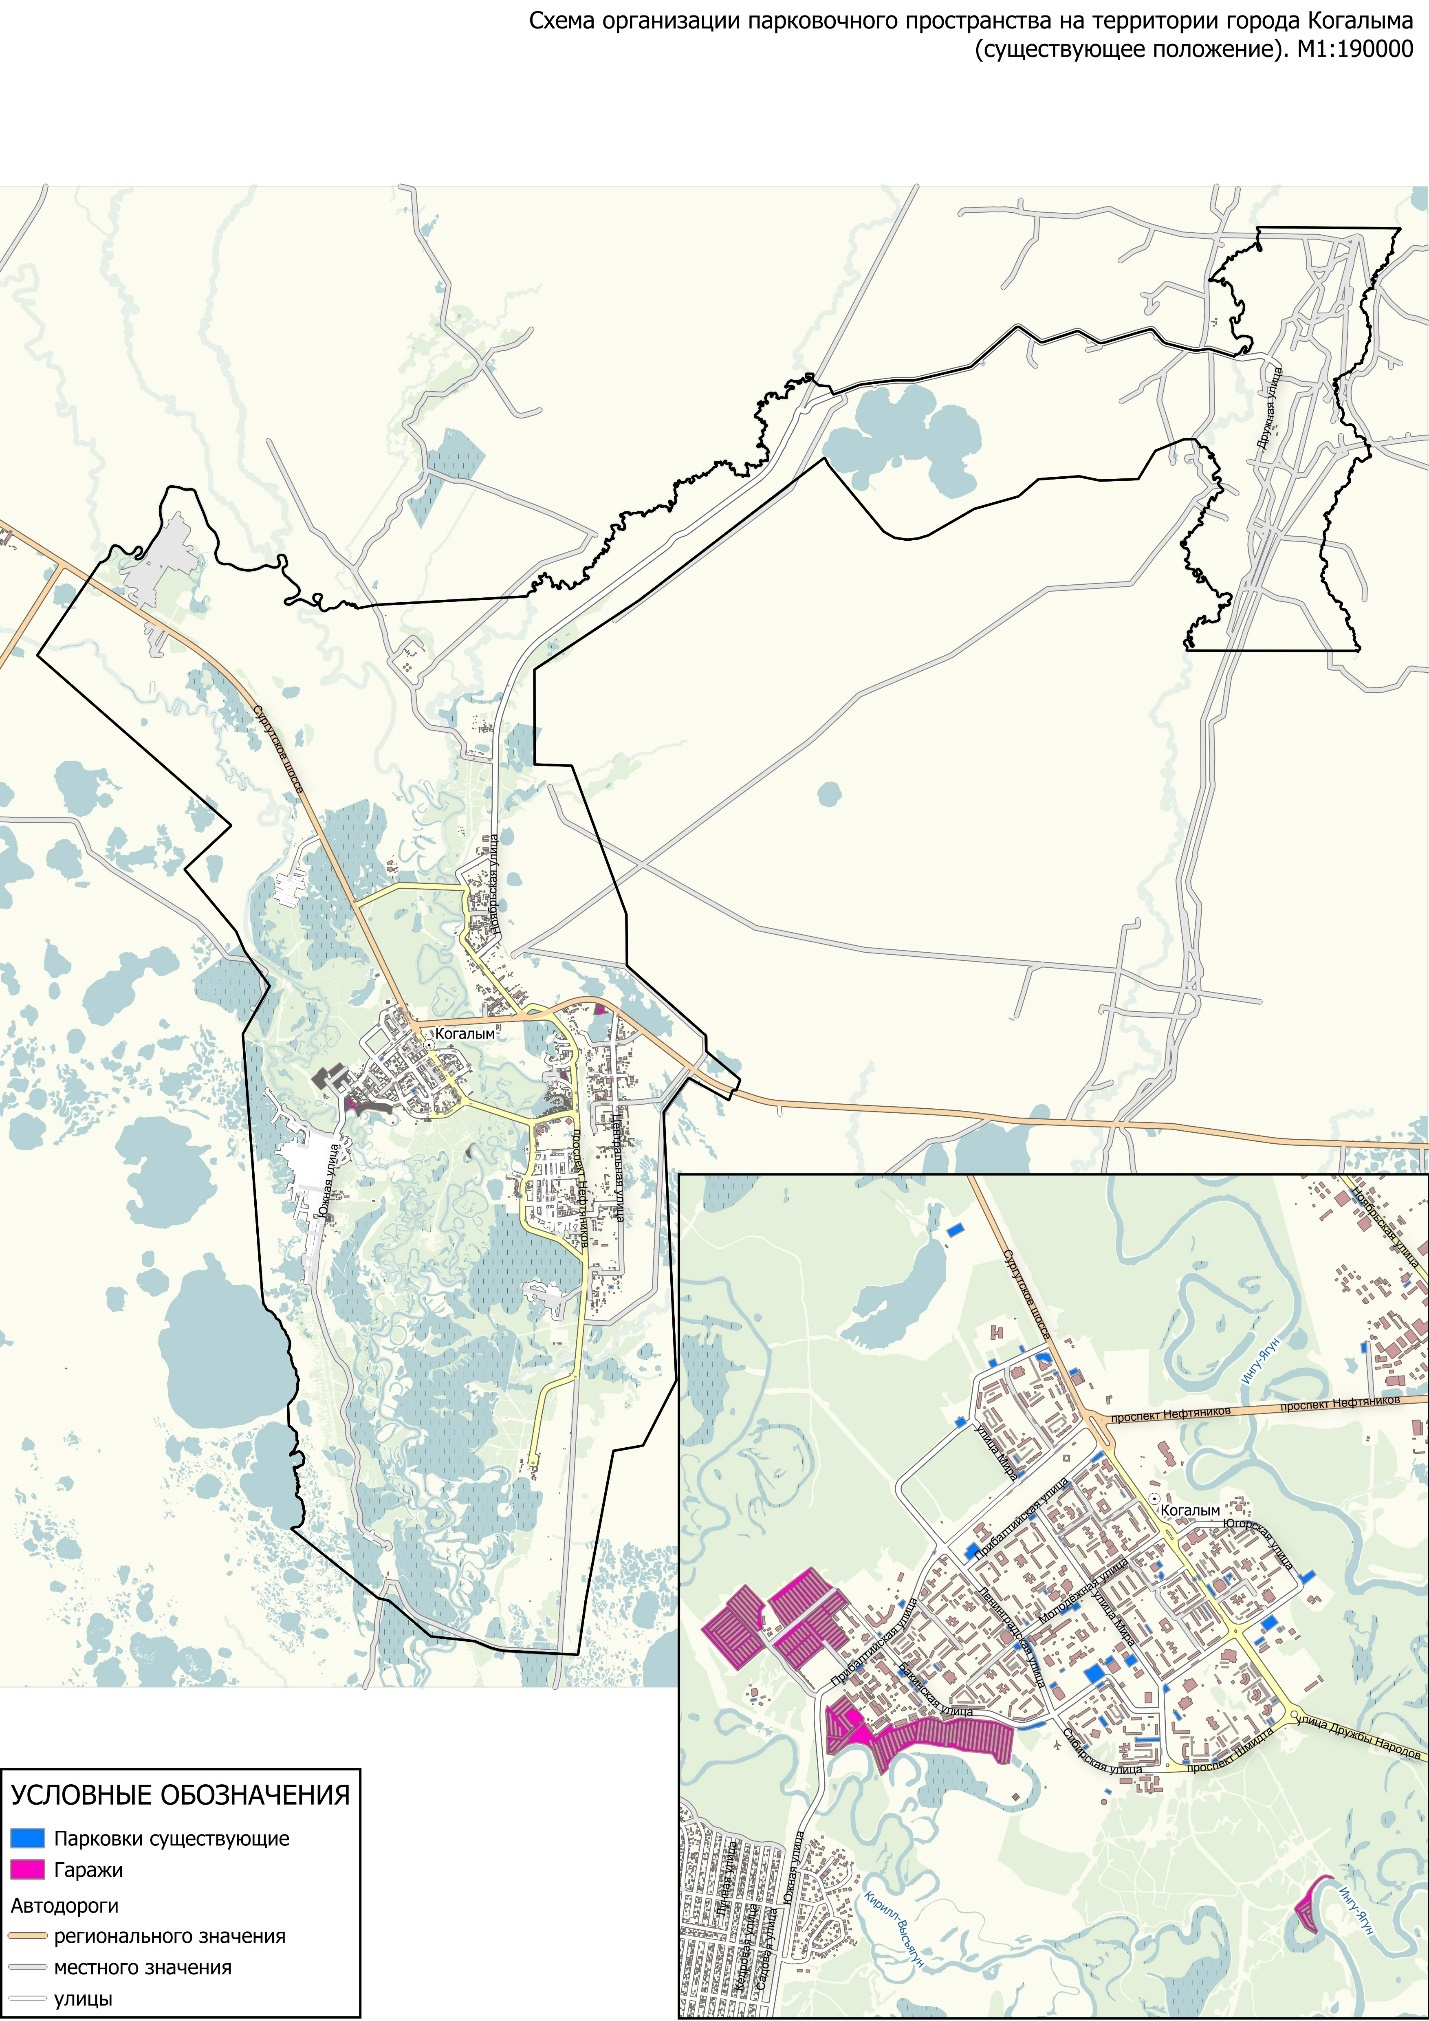 Схема организации парковочного пространства на территории города Когалыма
(существующее положение). М1:190000
Дружная улица
Сургутское шоссе
Ноябрьская улица
Когалым
Центральная улица
проспект Нефтяников
Южная улица
Ноябрьская улица
Сургутское шоссе
Ингу-Ягун
проспект Нефтяников
проспект Нефтяников
улица Мира
Прибалтийская улица
Когалым
Югорская улица
Молодёжная улица
Ленинградская улица
улица Мира
Прибалтийская улица
Бакинская улица
улица Дружбы Народов
Сибирская улица
проспект Шмидта
Южная улица
Лунная улица
Кедровая улица
Садовая улица
Кирилл-Высъягун
Ингу-Ягун
УСЛОВНЫЕ ОБОЗНАЧЕНИЯ
Парковки существующие
Гаражи
Автодороги
регионального значения
местного значения
улицы